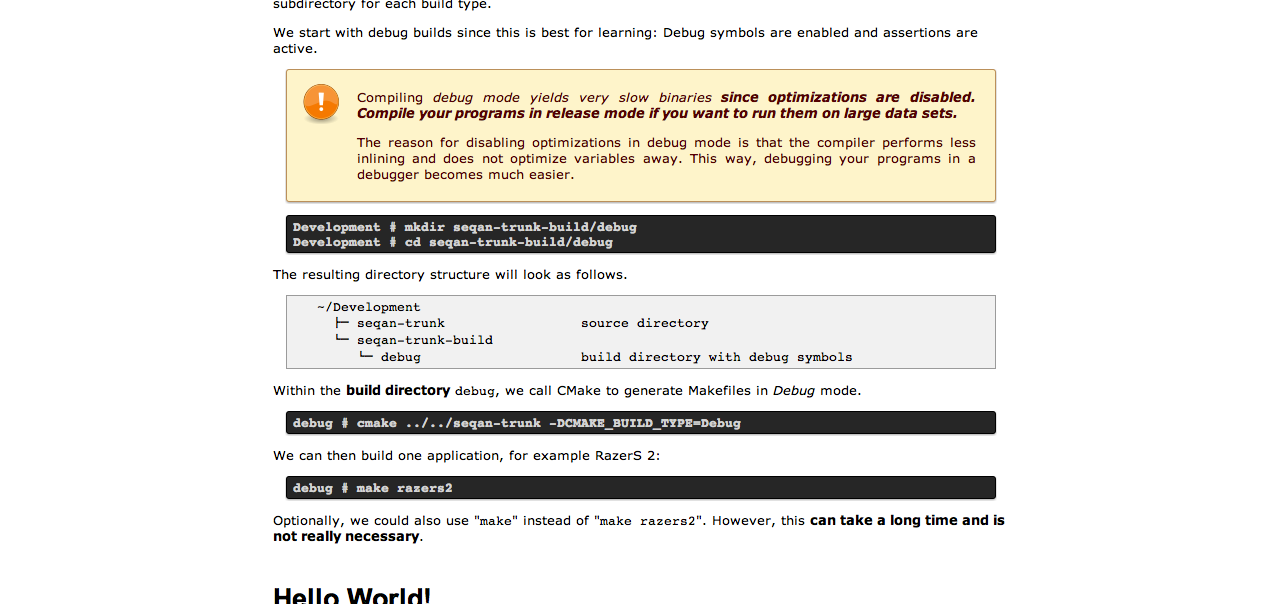 subdirectory for each build type.
We start with debug builds since this is best for learning: Debug symbols are enabled and assertions are
active.
!
Compiling debug mode yields very slow binaries since optimizations are disabled.
Compile your programs in release mode if you want to run them on large data sets.
The reason for disabling optimizations in debug mode is that the compiler performs less
inlining and does not optimize variables away. This way, debugging your programs in a
debugger becomes much easier.
Development # mkdir seqan-trunk-build/debug
Development # cd seqan-trunk-build/debug
The resulting directory structure will look as follows.
~/Development
├─ seqan-trunk source directory
└─ seqan-trunk-build
└─ debug build directory with debug symbols
Within the build directory debug, we call CMake to generate Makefiles in Debug mode.
debug # cmake ../../seqan-trunk -DCMAKE_BUILD_TYPE=Debug
We can then build one application, for example RazerS 2:
debug # make razers2
Optionally, we could also use "make" instead of "make razers2". However, this can take a long time and is
not really necessary.
Hello World!